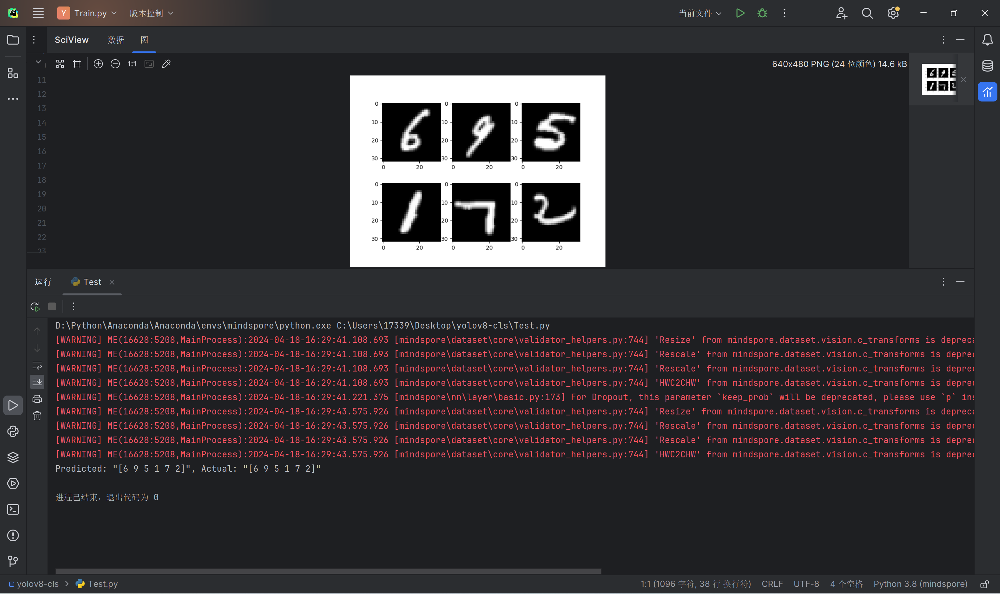 PC
Y Train.py 版本控制 当前文件
SciView 数据 图
1:1 640x480 PNG (24 位颜色) 14.6 kB
11
12
13
14
15
16
17
18
19
20
21
22
23
0 0 0
10 10 10
20 20 20
30 30 30
0 20 0 20 0 20
6 9 5
0 0 0
10 10 10
20 20 20
30 30 30
0 20 0 20 0 20
1 7 2
运行 Test
D:\Python\Anaconda\Anaconda\envs\mindspore\python.exe C:\Users\17339\Desktop\yolov8-cls\Test.py
[WARNING] ME(16628:5208,MainProcess):2024-04-18-16:29:41.108.693 [mindspore\dataset\core\validator_helpers.py:744] 'Resize' from mindspore.dataset.vision.c_transforms is depreca
[WARNING] ME(16628:5208,MainProcess):2024-04-18-16:29:41.108.693 [mindspore\dataset\core\validator_helpers.py:744] 'Rescale' from mindspore.dataset.vision.c_transforms is deprec
[WARNING] ME(16628:5208,MainProcess):2024-04-18-16:29:41.108.693 [mindspore\dataset\core\validator_helpers.py:744] 'Rescale' from mindspore.dataset.vision.c_transforms is deprec
[WARNING] ME(16628:5208,MainProcess):2024-04-18-16:29:41.108.693 [mindspore\dataset\core\validator_helpers.py:744] 'HWC2CHW' from mindspore.dataset.vision.c_transforms is deprec
[WARNING] ME(16628:5208,MainProcess):2024-04-18-16:29:41.221.375 [mindspore\nn\layer\basic.py:173] For Dropout, this parameter `keep_prob` will be deprecated, please use `p` ins
[WARNING] ME(16628:5208,MainProcess):2024-04-18-16:29:43.575.926 [mindspore\dataset\core\validator_helpers.py:744] 'Resize' from mindspore.dataset.vision.c_transforms is depreca
[WARNING] ME(16628:5208,MainProcess):2024-04-18-16:29:43.575.926 [mindspore\dataset\core\validator_helpers.py:744] 'Rescale' from mindspore.dataset.vision.c_transforms is deprec
[WARNING] ME(16628:5208,MainProcess):2024-04-18-16:29:43.575.926 [mindspore\dataset\core\validator_helpers.py:744] 'Rescale' from mindspore.dataset.vision.c_transforms is deprec
[WARNING] ME(16628:5208,MainProcess):2024-04-18-16:29:43.575.926 [mindspore\dataset\core\validator_helpers.py:744] 'HWC2CHW' from mindspore.dataset.vision.c_transforms is deprec
Predicted: "[6 9 5 1 7 2]", Actual: "[6 9 5 1 7 2]"
进程已结束，退出代码为 0
yolov8-cls > Test.py 1:1 (1096 字符, 38 行 换行符) CRLF UTF-8 4 个空格 Python 3.8 (mindspore)